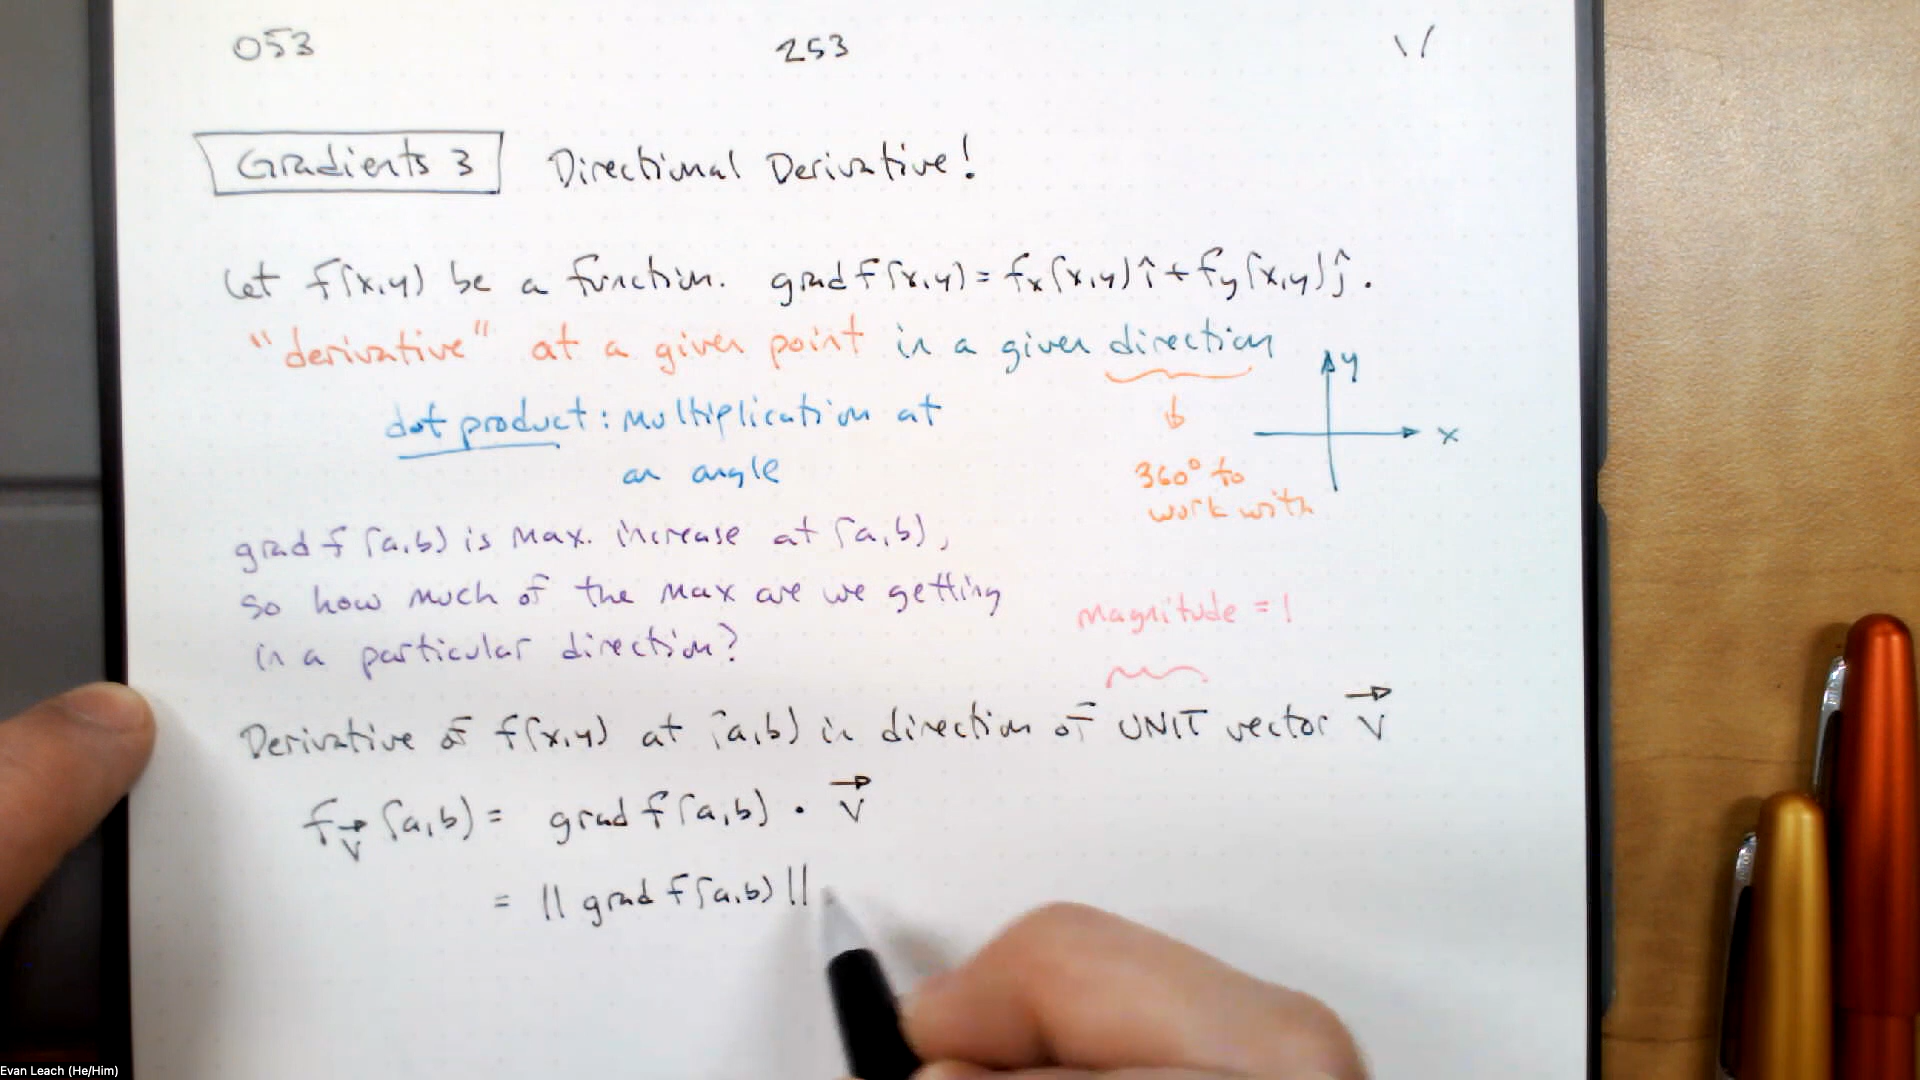 053 253 V
Gradients 3 Directional Derivative!
Let f(x,y) be a function. grad f(x,y) = fₓ(x,y) î + f_y(x,y) ĵ.
"derivative" at a given point in a given direction
y
x
dot product: multiplication at
an angle
360° to
work with
grad f(a,b) is max. increase at (a,b),
so how much of the max are we getting
in a particular direction?
magnitude = 1
Derivative of f(x,y) at (a,b) in direction of UNIT vector v⃗
f_v⃗ (a,b) = grad f(a,b) · v⃗
= || grad f(a,b) ||
Evan Leach (He/Him)